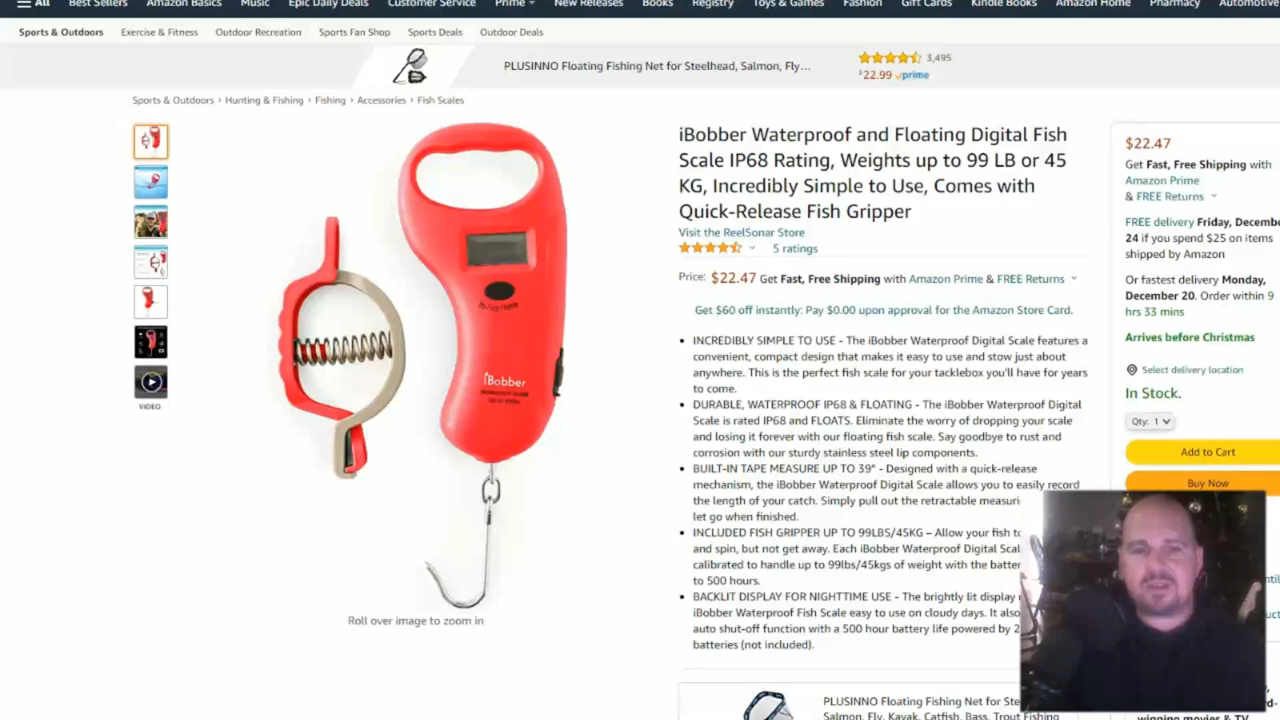 All Best Sellers Amazon Basics Music Epic Daily Deals Customer Service Prime New Releases Books Registry Toys & Games Fashion Gift Cards Kindle Books Amazon Home Pharmacy Automotive
Sports & Outdoors Exercise & Fitness Outdoor Recreation Sports Fan Shop Sports Deals Outdoor Deals
PLUSINNO Floating Fishing Net for Steelhead, Salmon, Fly...
3,495
$22.99 prime
Sports & Outdoors › Hunting & Fishing › Fishing › Accessories › Fish Scales
VIDEO
lb / kg / tare
iBobber
Roll over image to zoom in
iBobber Waterproof and Floating Digital Fish
Scale IP68 Rating, Weights up to 99 LB or 45
KG, Incredibly Simple to Use, Comes with
Quick-Release Fish Gripper
Visit the ReelSonar Store
5 ratings
Price: $22.47 Get Fast, Free Shipping with Amazon Prime & FREE Returns
Get $60 off instantly: Pay $0.00 upon approval for the Amazon Store Card.
• INCREDIBLY SIMPLE TO USE - The iBobber Waterproof Digital Scale features a
convenient, compact design that makes it easy to use and stow just about
anywhere. This is the perfect fish scale for your tacklebox you'll have for years
to come.
• DURABLE, WATERPROOF IP68 & FLOATING - The iBobber Waterproof Digital
Scale is rated IP68 and FLOATS. Eliminate the worry of dropping your scale
and losing it forever with our floating fish scale. Say goodbye to rust and
corrosion with our sturdy stainless steel lip components.
• BUILT-IN TAPE MEASURE UP TO 39" - Designed with a quick-release
mechanism, the iBobber Waterproof Digital Scale allows you to easily record
the length of your catch. Simply pull out the retractable measuri
let go when finished.
• INCLUDED FISH GRIPPER UP TO 99LBS/45KG – Allow your fish to
and spin, but not get away. Each iBobber Waterproof Digital Scal
calibrated to handle up to 99lbs/45kgs of weight with the batter
to 500 hours.
• BACKLIT DISPLAY FOR NIGHTTIME USE - The brightly lit display
iBobber Waterproof Fish Scale easy to use on cloudy days. It also
auto shut-off function with a 500 hour battery life powered by 2
batteries (not included).
PLUSINNO Floating Fishing Net for Ste
Salmon, Fly, Kayak, Catfish, Bass, Trout Fishing
$22.47
Get Fast, Free Shipping with
Amazon Prime
& FREE Returns
FREE delivery Friday, Decembe
24 if you spend $25 on items
shipped by Amazon
Or fastest delivery Monday,
December 20. Order within 9
hrs 33 mins
Arrives before Christmas
Select delivery location
In Stock.
Qty: 1
Add to Cart
Buy Now
winning movies & TV